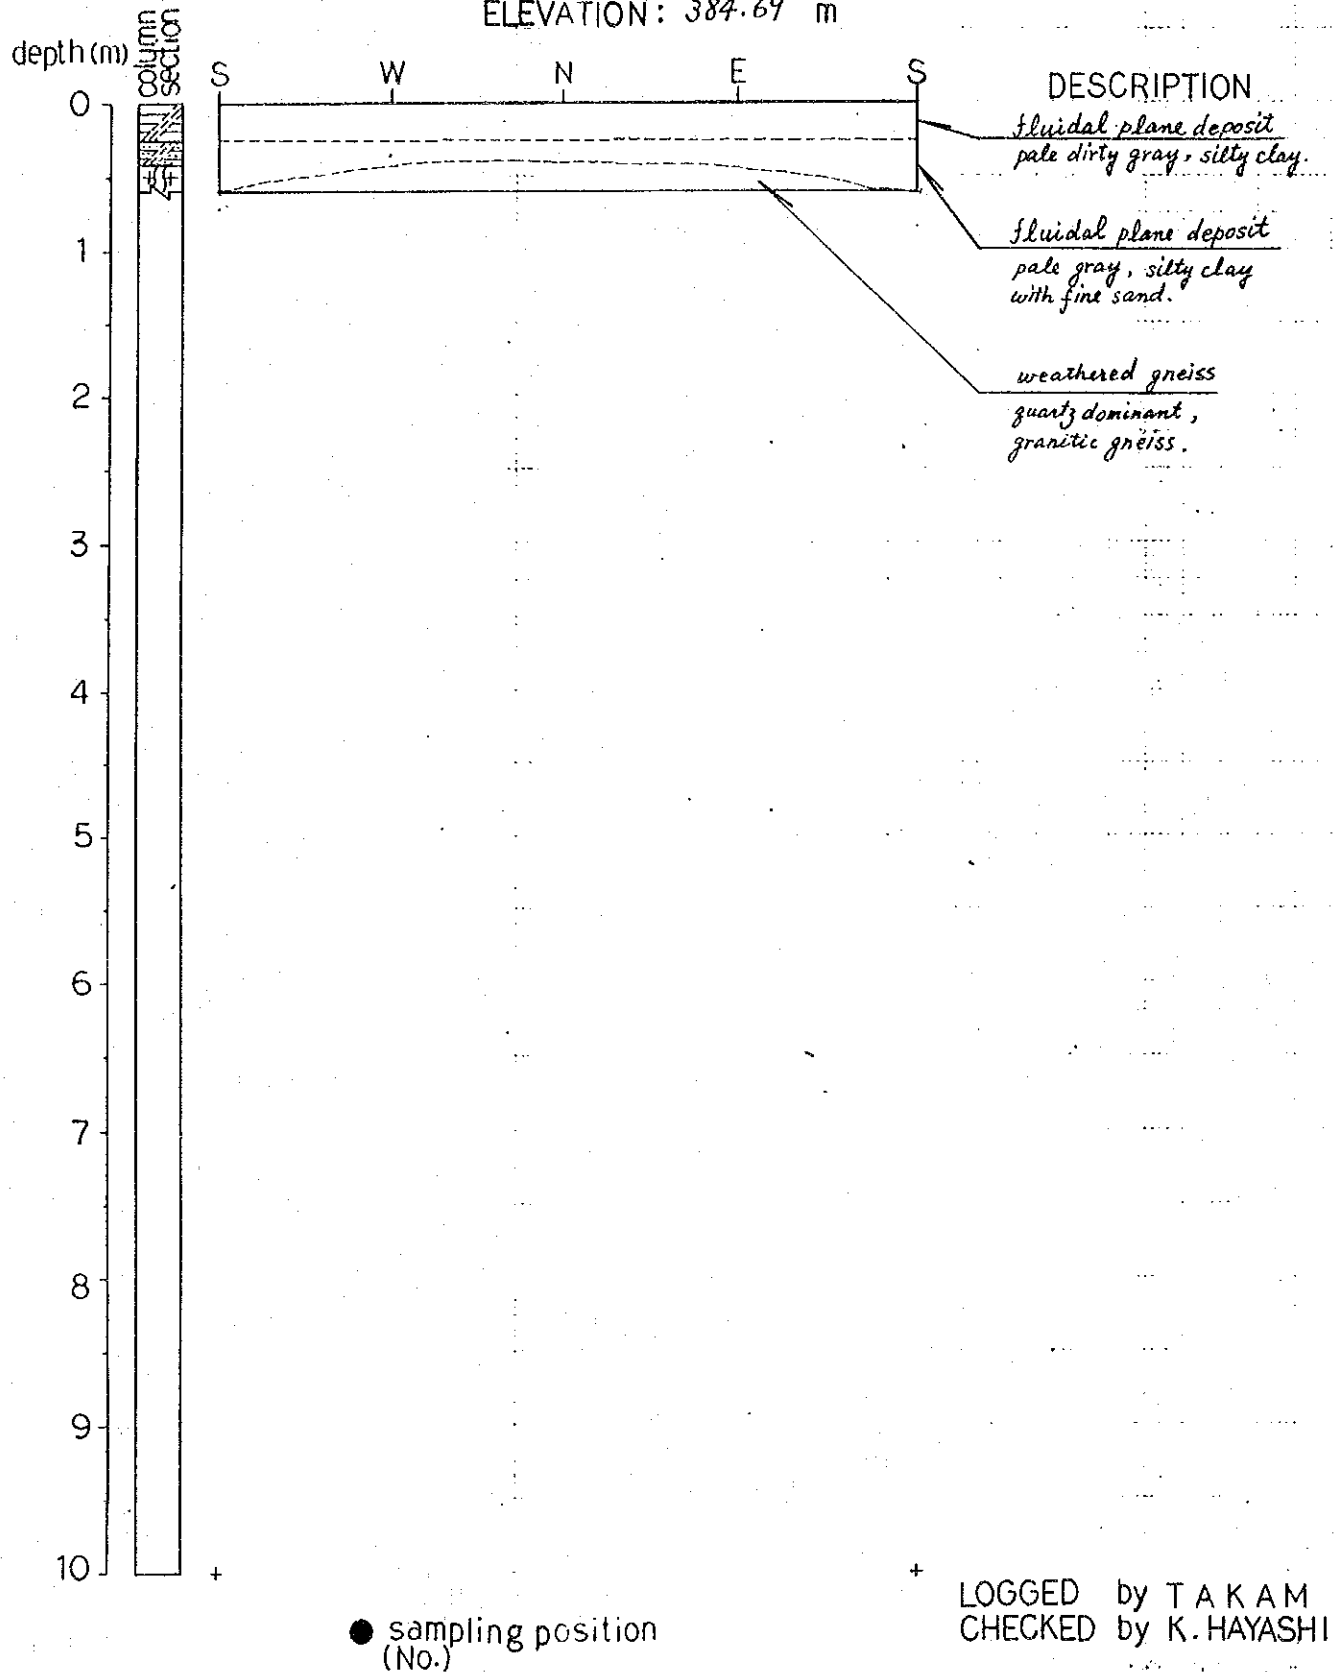 ELEVATION: 384.69 m
depth (m)
column
section
S W N E S
DESCRIPTION
0
fluidal plane deposit
pale dirty gray, silty clay.
fluidal plane deposit
1
pale gray, silty clay
with fine sand.
weathered gneiss
2
quartz dominant,
granitic gneiss.
3
4
5
6
7
8
9
10
sampling position
(No.)
LOGGED by TAKAM
CHECKED by K. HAYASHI